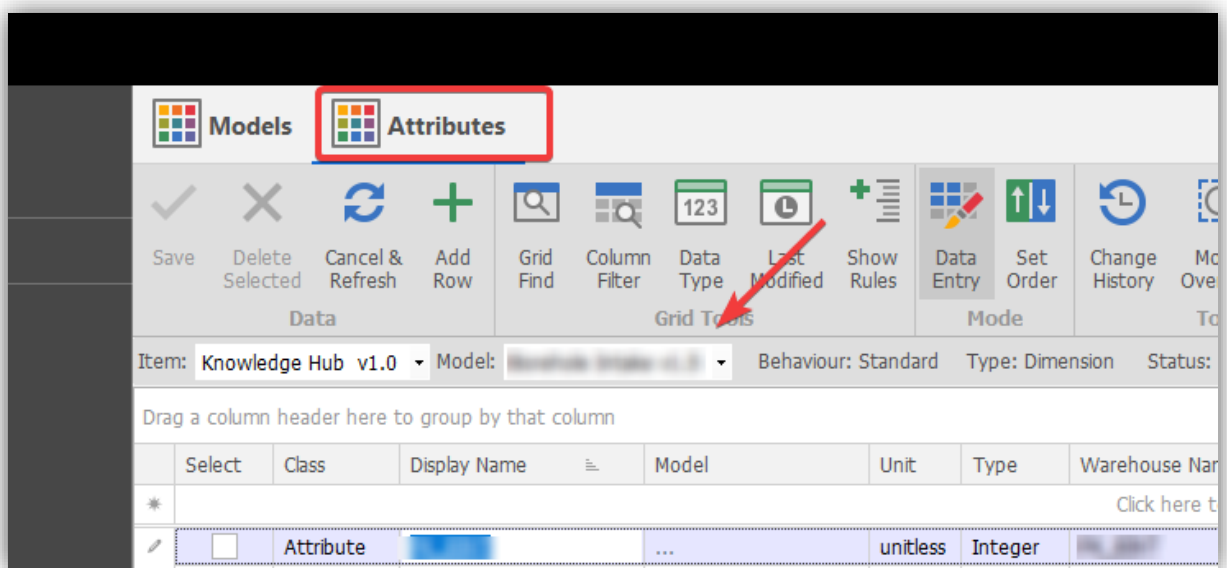 Models Attributes
123
Save Delete Selected Cancel & Refresh Add Row Grid Find Column Filter Data Type Last Modified Show Rules Data Entry Set Order Change History
Data Grid Tools Mode
Item: Knowledge Hub v1.0 Model: Behaviour: Standard Type: Dimension Status:
Drag a column header here to group by that column
Select Class Display Name Model Unit Type Warehouse
Click here
Attribute ... unitless Integer